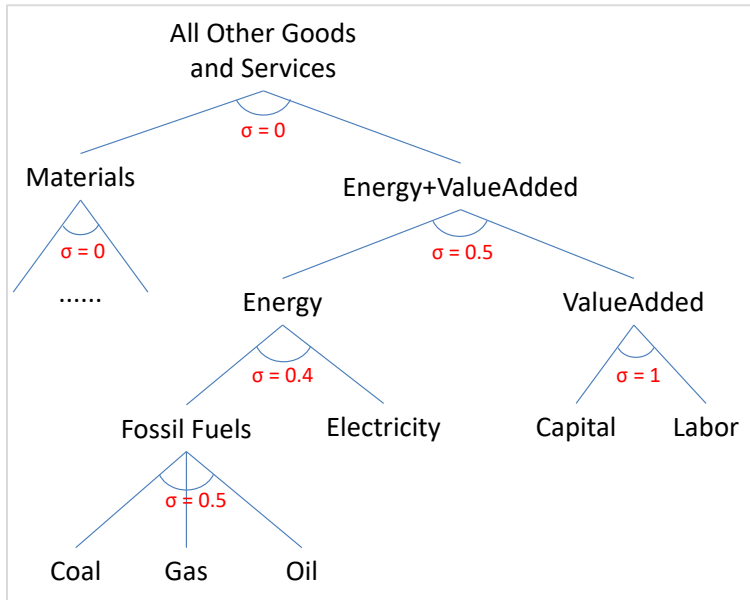 All Other Goods
and Services
σ = 0
Materials
Energy+ValueAdded
σ = 0
σ = 0.5
......
Energy
ValueAdded
σ = 0.4
σ = 1
Fossil Fuels
Electricity
Capital
Labor
σ = 0.5
Coal
Gas
Oil